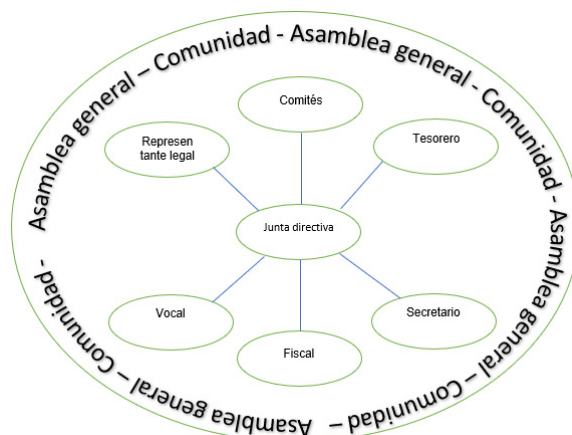 Asamblea general – Comunidad - Asamblea general - Comunidad - Asamblea general – Comunidad – Asamblea general – Comunidad -
Comités
Represen
tante legal
Tesorero
Junta directiva
Vocal
Secretario
Fiscal